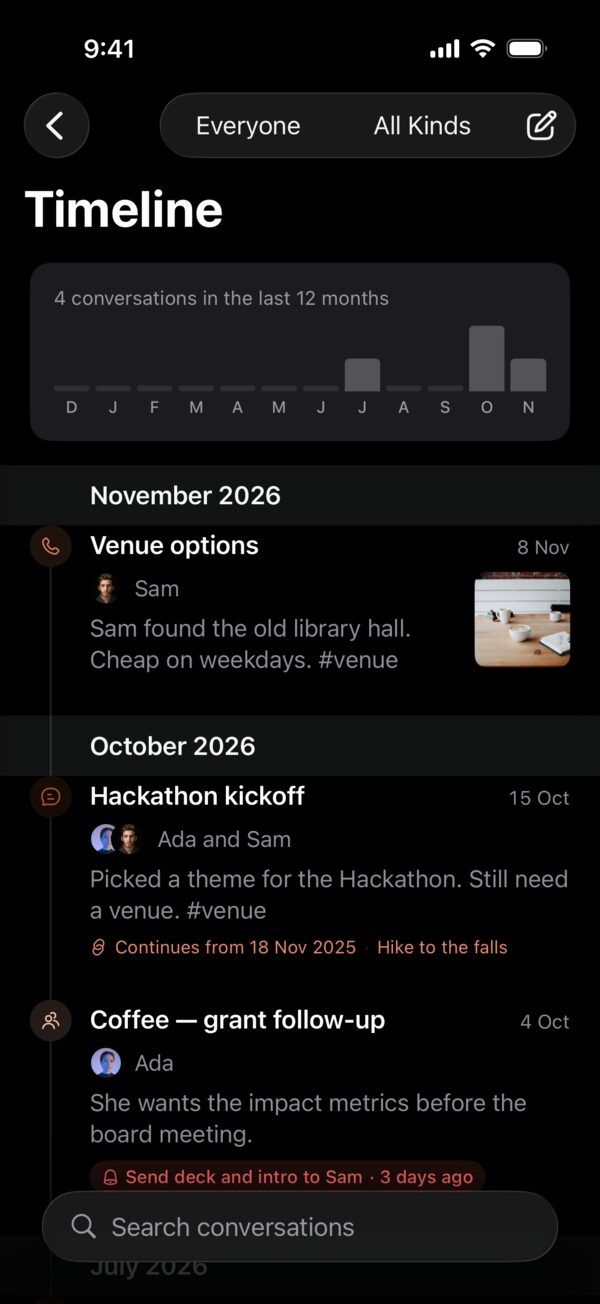 9:41
Everyone
All Kinds
Timeline
4 conversations in the last 12 months
D J F M A M J J A S O N
November 2026
Venue options
8 Nov
Sam
Sam found the old library hall.
Cheap on weekdays. #venue
October 2026
Hackathon kickoff
15 Oct
Ada and Sam
Picked a theme for the Hackathon. Still need
a venue. #venue
Continues from 18 Nov 2025 · Hike to the falls
Coffee — grant follow-up
4 Oct
Ada
She wants the impact metrics before the
board meeting.
Send deck and intro to Sam · 3 days ago
Search conversations
July 2026